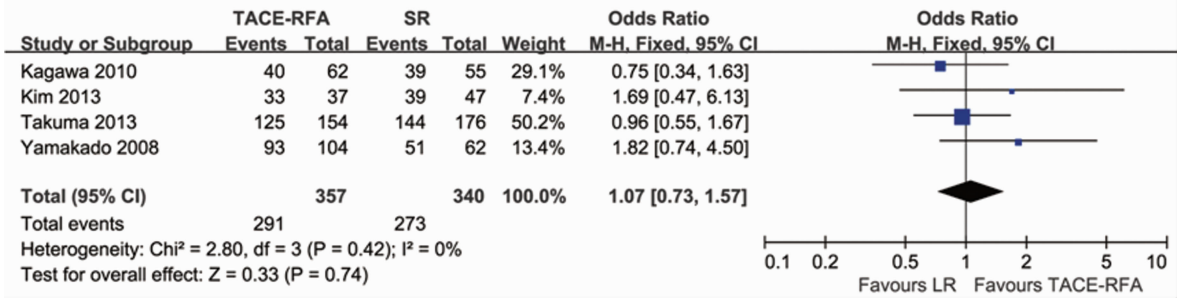 TACE-RFA SR Odds Ratio Odds Ratio
Study or Subgroup Events Total Events Total Weight M-H, Fixed, 95% CI M-H, Fixed, 95% CI
Kagawa 2010 40 62 39 55 29.1% 0.75 [0.34, 1.63]
Kim 2013 33 37 39 47 7.4% 1.69 [0.47, 6.13]
Takuma 2013 125 154 144 176 50.2% 0.96 [0.55, 1.67]
Yamakado 2008 93 104 51 62 13.4% 1.82 [0.74, 4.50]
Total (95% CI) 357 340 100.0% 1.07 [0.73, 1.57]
Total events 291 273
Heterogeneity: Chi² = 2.80, df = 3 (P = 0.42); I² = 0%
Test for overall effect: Z = 0.33 (P = 0.74)
0.1 0.2 0.5 1 2 5 10
Favours LR Favours TACE-RFA